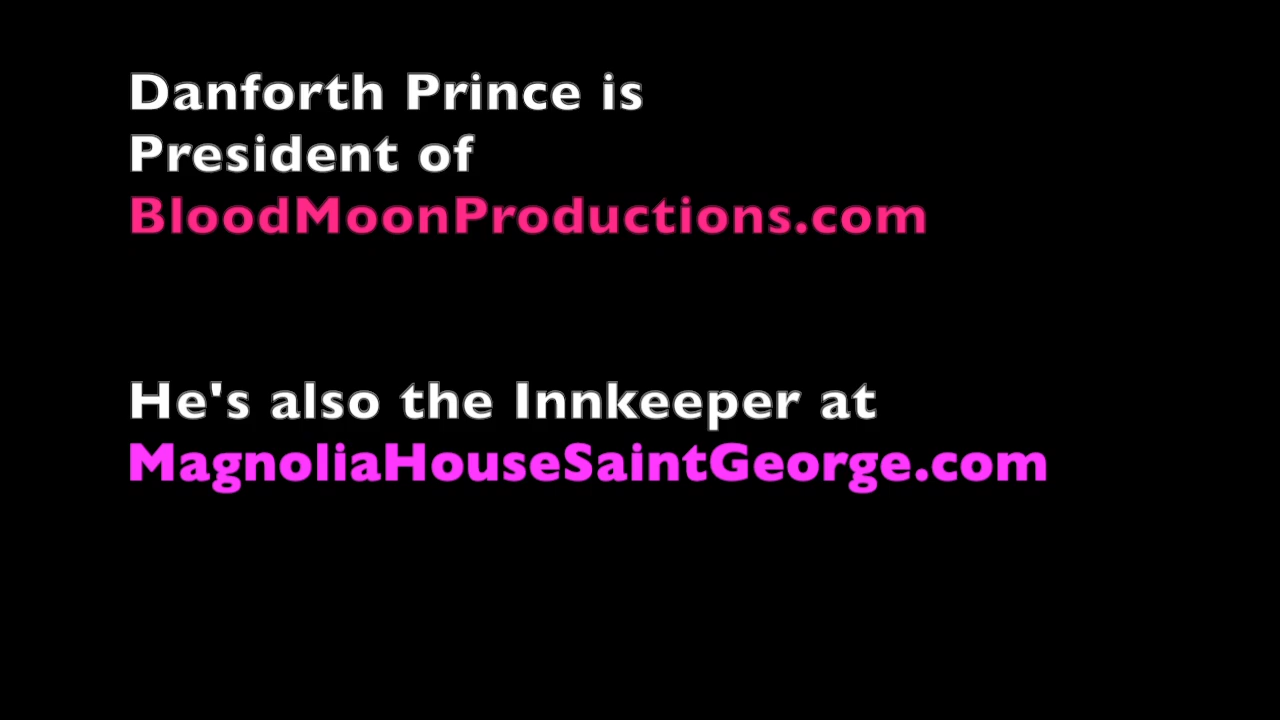 Danforth Prince is
President of
BloodMoonProductions.com
He's also the Innkeeper at
MagnoliaHouseSaintGeorge.com